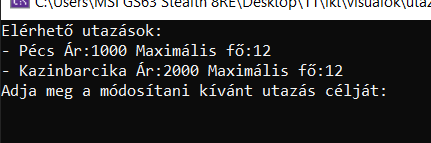 C:\Users\MSI GS63 Stealth 8RE\Desktop\11\ikt\visualok\utaz
Elérhető utazások:
- Pécs Ár:1000 Maximális fő:12
- Kazinbarcika Ár:2000 Maximális fő:12
Adja meg a módosítani kívánt utazás célját: